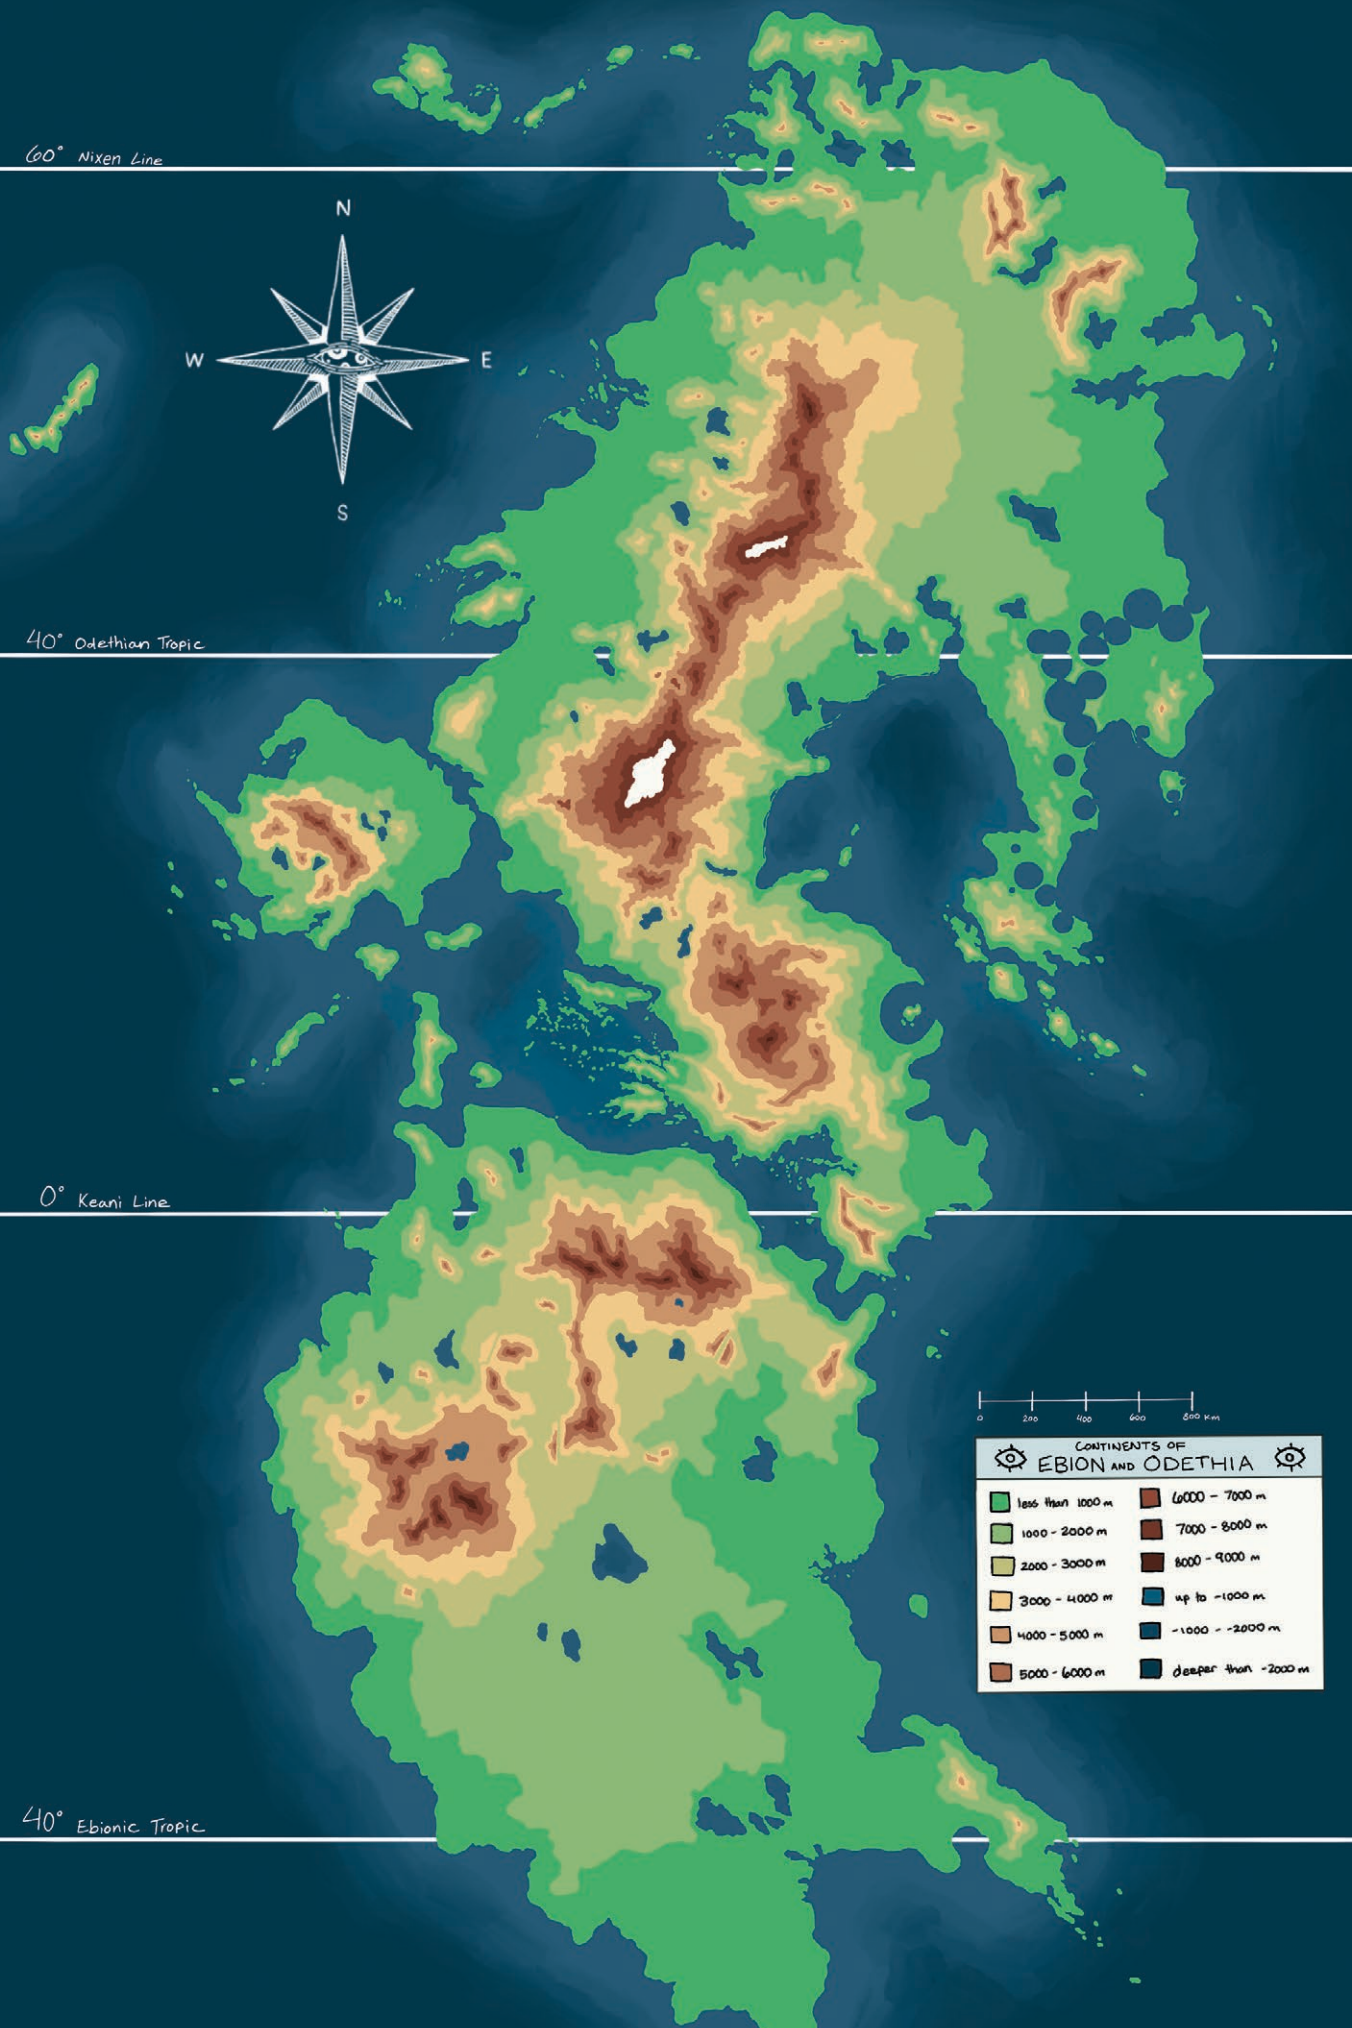 60° Nixen Line
N
W
E
S
40° Odethian Tropic
0° Keani Line
0 200 400 600 800 Km
CONTINENTS OF
EBION AND ODETHIA
less than 1000 m
6000 - 7000 m
1000 - 2000 m
7000 - 8000 m
2000 - 3000 m
8000 - 9000 m
3000 - 4000 m
up to -1000 m
4000 - 5000 m
-1000 - -2000 m
5000 - 6000 m
deeper than -2000 m
40° Ebionic Tropic